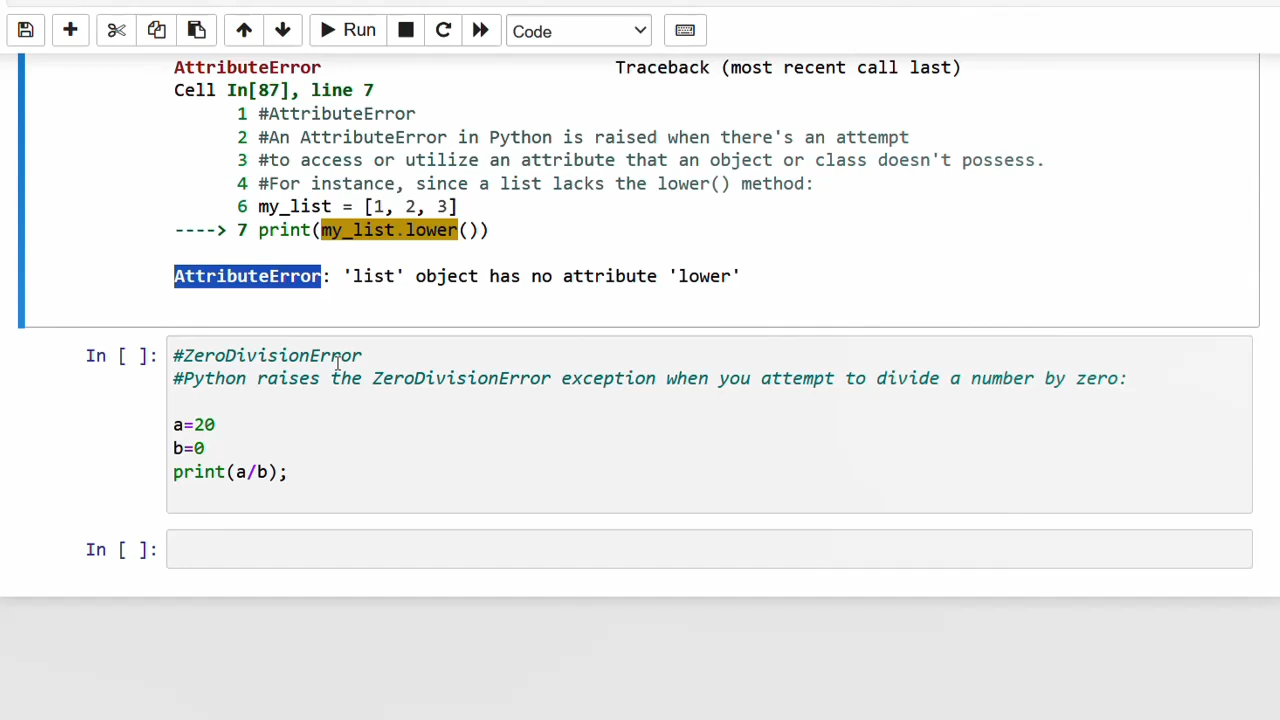 Run Code
AttributeError Traceback (most recent call last)
Cell In[87], line 7
1 #AttributeError
2 #An AttributeError in Python is raised when there's an attempt
3 #to access or utilize an attribute that an object or class doesn't possess.
4 #For instance, since a list lacks the lower() method:
6 my_list = [1, 2, 3]
----> 7 print(my_list.lower())
AttributeError: 'list' object has no attribute 'lower'
In [ ]: #ZeroDivisionError
#Python raises the ZeroDivisionError exception when you attempt to divide a number by zero:
a=20
b=0
print(a/b);
In [ ]: